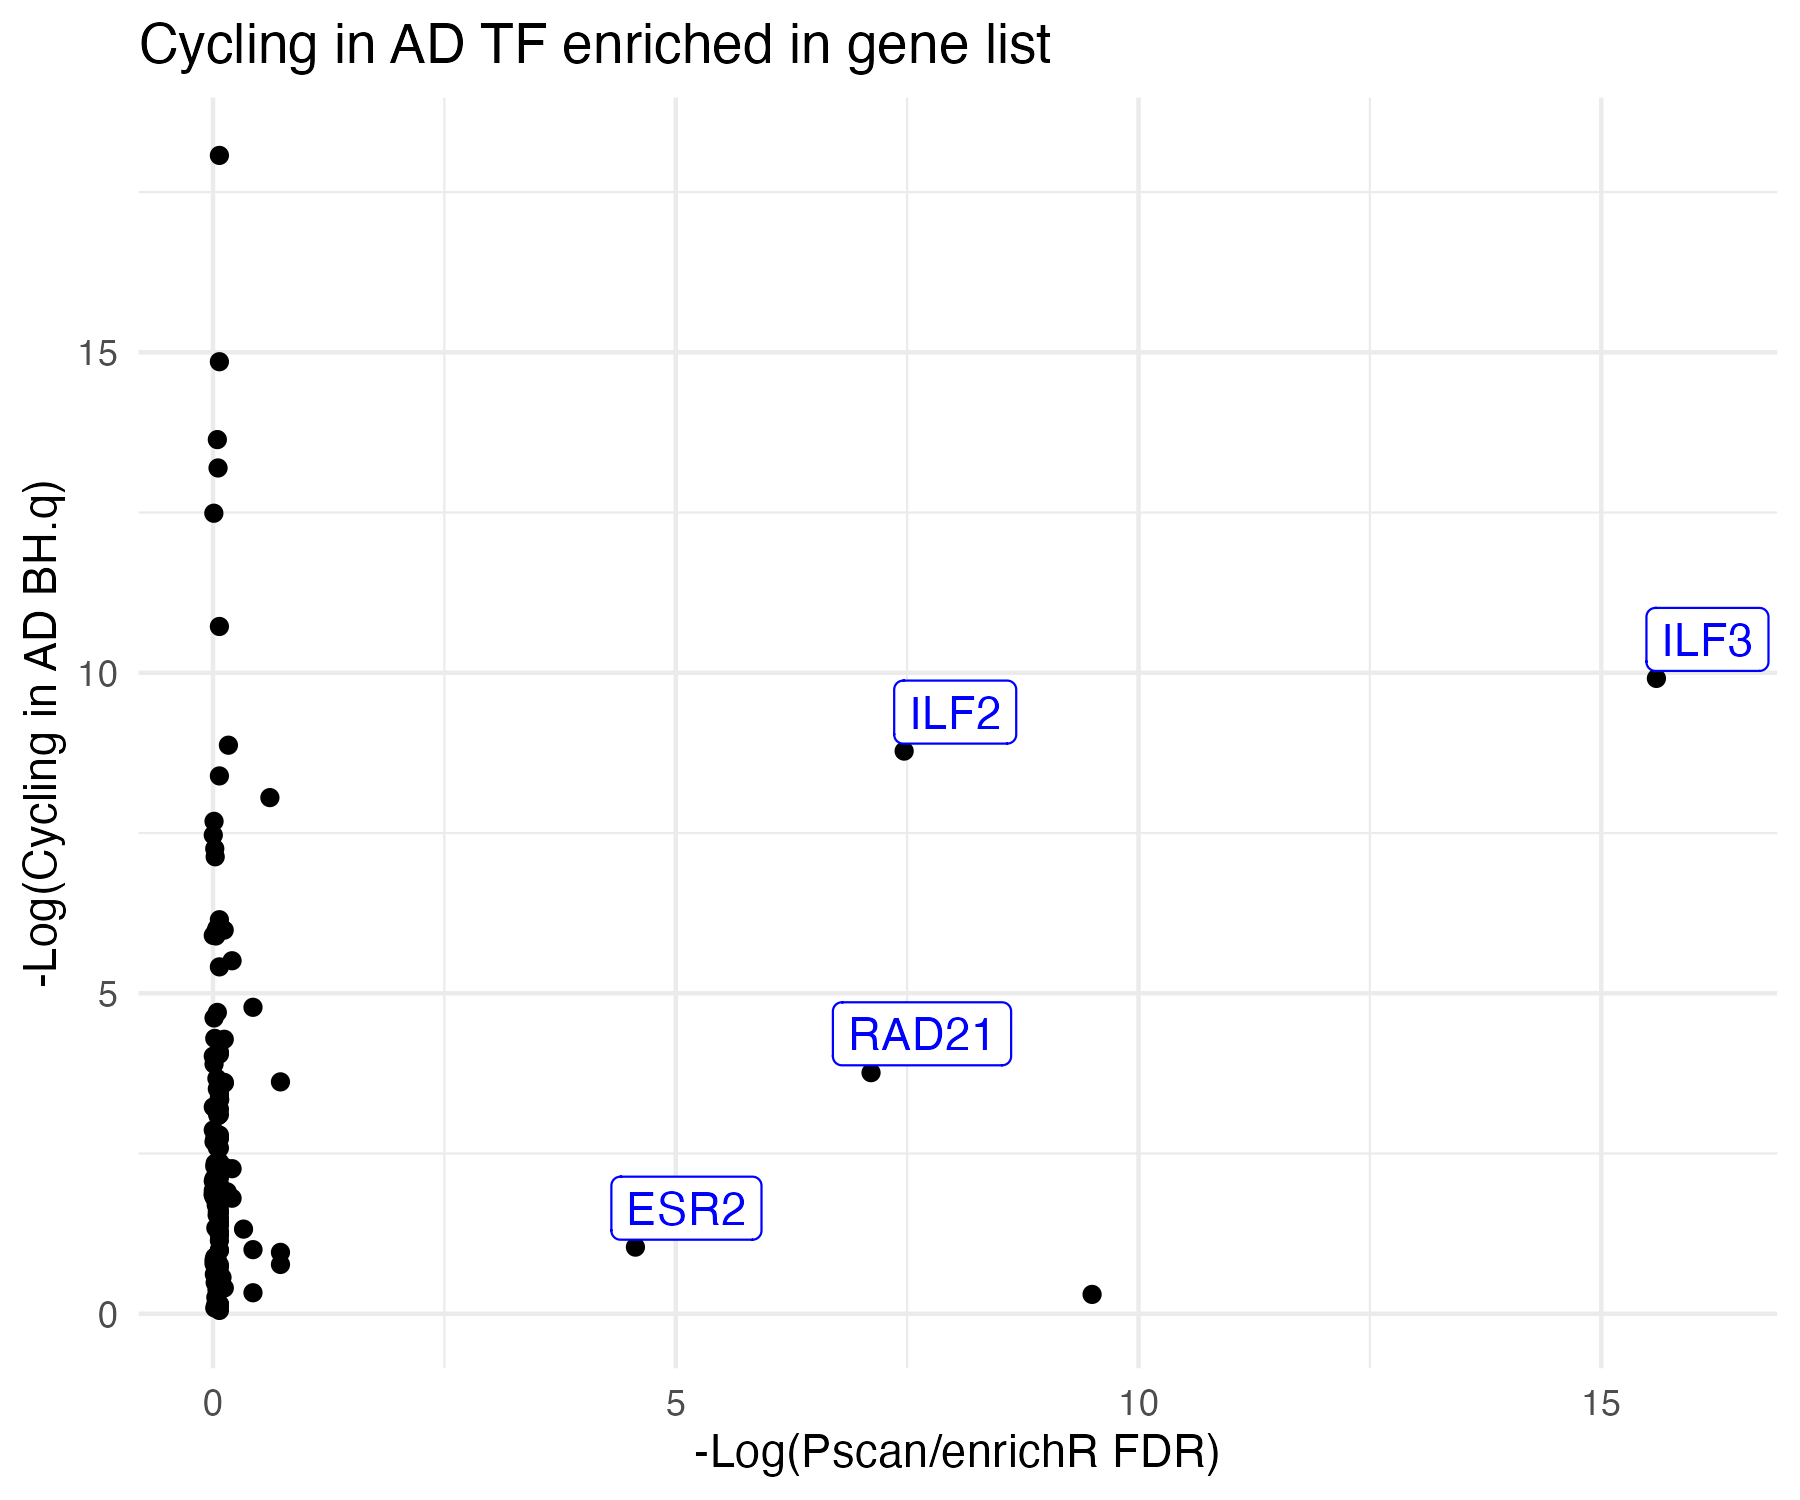 Cycling in AD TF enriched in gene list
-Log(Cycling in AD BH.q)
15
10
5
0
ILF3
ILF2
RAD21
ESR2
0
5
10
15
-Log(Pscan/enrichR FDR)